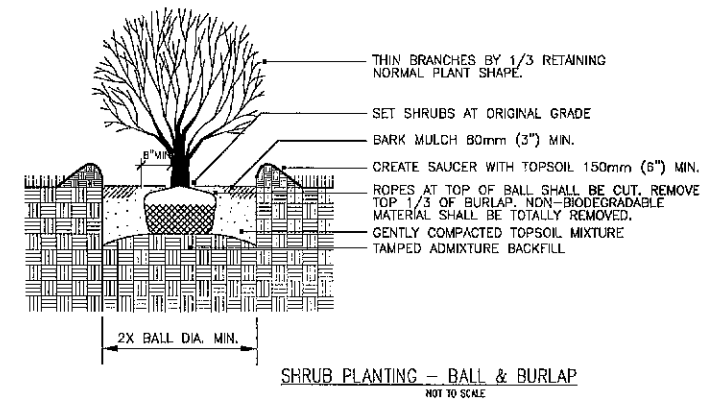 THIN BRANCHES BY 1/3 RETAINING
NORMAL PLANT SHAPE.
SET SHRUBS AT ORIGINAL GRADE
BARK MULCH 80mm (3") MIN.
8" MIN
CREATE SAUCER WITH TOPSOIL 150mm (6") MIN.
ROPES AT TOP OF BALL SHALL BE CUT. REMOVE
TOP 1/3 OF BURLAP. NON-BIODEGRADABLE
MATERIAL SHALL BE TOTALLY REMOVED.
GENTLY COMPACTED TOPSOIL MIXTURE
TAMPED ADMIXTURE BACKFILL
2X BALL DIA. MIN.
SHRUB PLANTING - BALL & BURLAP
NOT TO SCALE